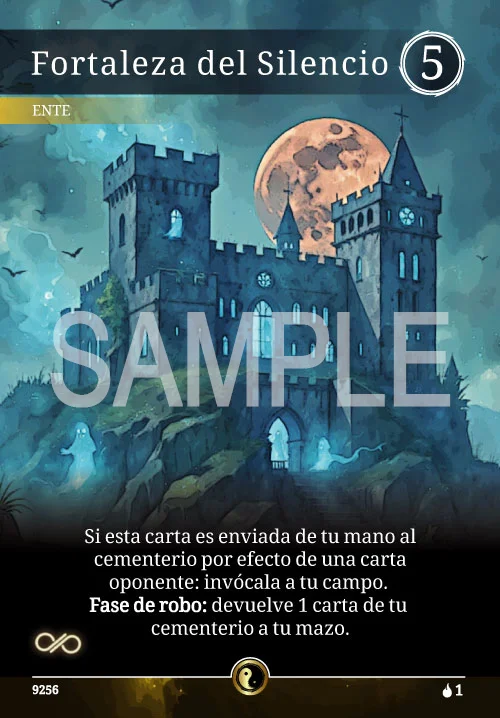 Fortaleza del Silencio 5
ENTE
SAMPLE
Si esta carta es enviada de tu mano al
cementerio por efecto de una carta
oponente: invócala a tu campo.
Fase de robo: devuelve 1 carta de tu
cementerio a tu mazo.
9256 1